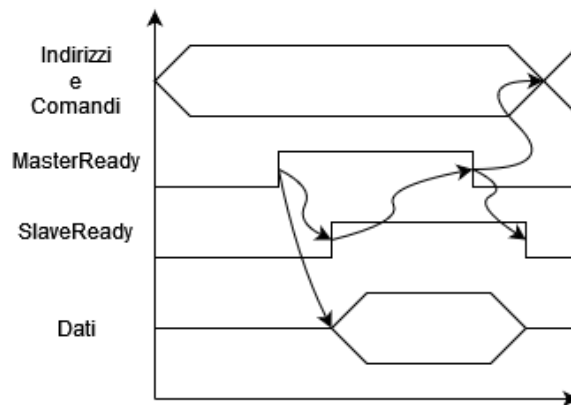 Indirizzi
e
Comandi
MasterReady
SlaveReady
Dati